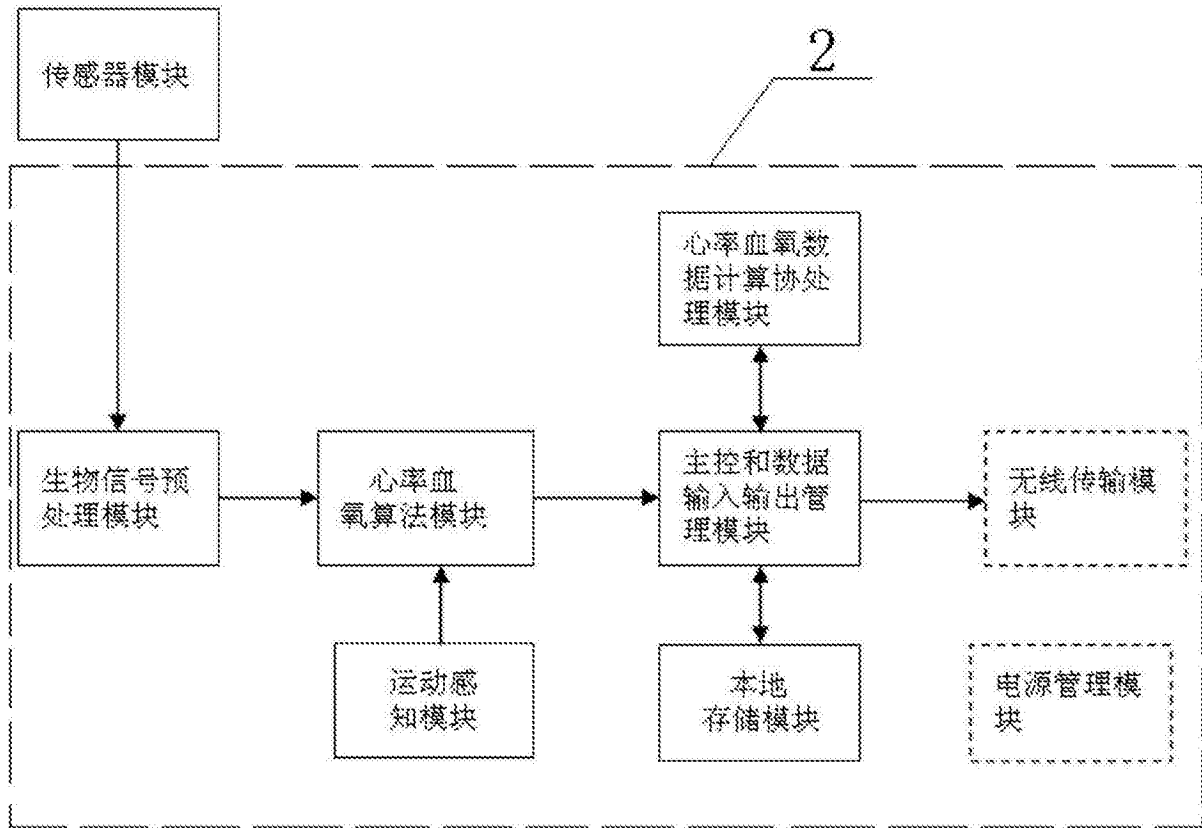 传感器模块
2
心率血氧数
据计算协处
理模块
生物信号预
处理模块
心率血
氧算法模块
主控和数据
输入输出管
理模块
无线传输模
块
运动感
知模块
本地
存储模块
电源管理模
块